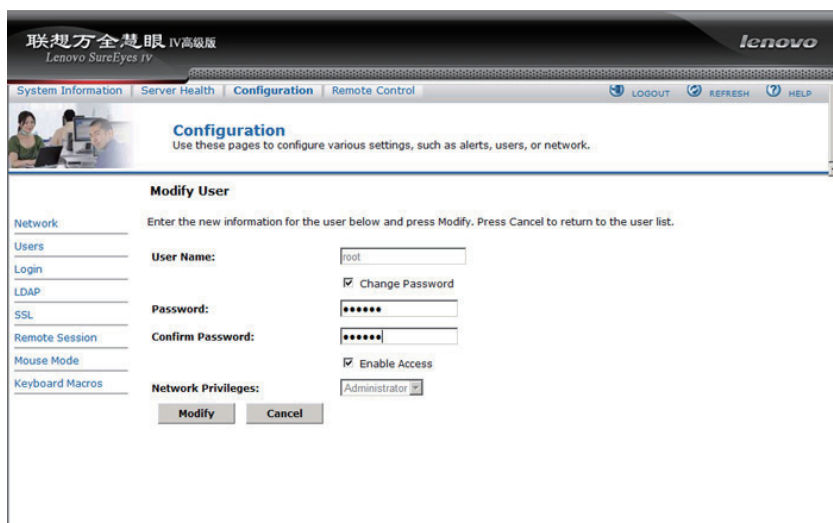 联想万全慧眼 IV高级版
Lenovo SureEyes IV
lenovo
System Information Server Health Configuration Remote Control LOGOUT REFRESH HELP
Configuration
Use these pages to configure various settings, such as alerts, users, or network.
Modify User
Enter the new information for the user below and press Modify. Press Cancel to return to the user list.
Network
Users
Login
LDAP
SSL
Remote Session
Mouse Mode
Keyboard Macros
User Name: root
Change Password
Password: ••••••
Confirm Password: ••••••
Enable Access
Network Privileges: Administrator
Modify Cancel